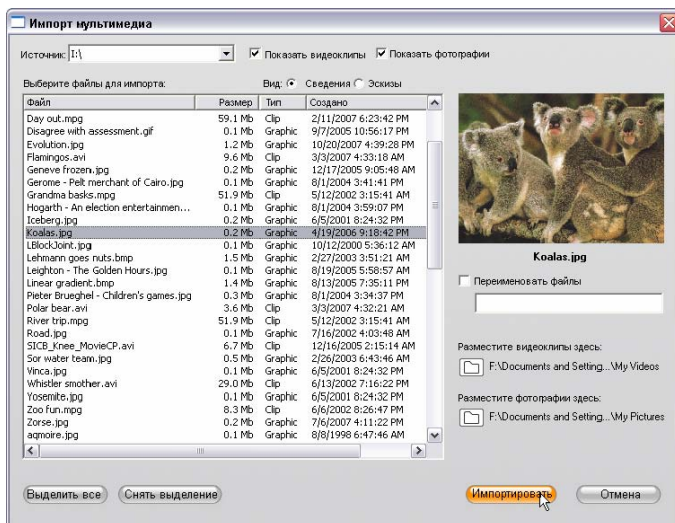 Импорт мультимедиа
Источник: I:\ Показать видеоклипы Показать фотографии
Выберите файлы для импорта: Вид: Сведения Эскизы
Файл Размер Тип Создано
Day out.mpg 59.1 Mb Clip 2/11/2007 6:23:42 PM
Disagree with assessment.gif 0.1 Mb Graphic 9/7/2005 10:56:17 PM
Evolution.jpg 1.2 Mb Graphic 10/20/2007 4:39:28 PM
Flamingos.avi 9.6 Mb Clip 3/3/2007 4:33:18 AM
Geneve frozen.jpg 0.2 Mb Graphic 12/17/2005 9:05:48 AM
Gerome - Pelt merchant of Cairo.jpg 0.1 Mb Graphic 8/1/2004 3:41:41 PM
Grandma basks.mpg 51.9 Mb Clip 5/12/2002 3:15:41 AM
Hogarth - An election entertainmen... 0.1 Mb Graphic 8/1/2004 3:59:07 PM
Iceberg.jpg 0.2 Mb Graphic 6/5/2001 8:24:32 PM
Koalas.jpg 0.2 Mb Graphic 4/19/2006 9:18:42 PM
LBlockJoint.jpg 0.1 Mb Graphic 10/12/2000 5:36:12 AM
Lehmann goes nuts.bmp 1.5 Mb Graphic 2/27/2003 3:51:21 AM
Leighton - The Golden Hours.jpg 0.1 Mb Graphic 8/19/2005 5:58:57 AM
Linear gradient.bmp 1.4 Mb Graphic 8/13/2005 7:35:11 PM
Pieter Brueghel - Children's games.jpg 0.3 Mb Graphic 8/1/2004 3:34:37 PM
Polar bear.avi 3.6 Mb Clip 3/3/2007 4:32:21 AM
River trip.mpg 51.9 Mb Clip 5/12/2002 3:15:41 AM
Road.jpg 0.1 Mb Graphic 7/16/2002 4:03:48 AM
SICB_Knee_MovieCP.avi 6.7 Mb Clip 12/16/2005 2:15:14 AM
Sor water team.jpg 0.5 Mb Graphic 2/26/2003 6:43:46 AM
Vinca.jpg 0.1 Mb Graphic 6/5/2001 8:24:32 PM
Whistler smother.avi 29.0 Mb Clip 6/13/2002 7:16:22 PM
Yosemite.jpg 0.1 Mb Graphic 6/5/2001 8:24:32 PM
Zoo fun.mpg 8.3 Mb Clip 6/6/2002 8:26:47 PM
Zorse.jpg 0.2 Mb Graphic 7/6/2007 4:11:22 PM
aqmoire.jpg 0.1 Mb Graphic 8/8/1998 6:47:46 AM
Koalas.jpg
Переименовать файлы
Разместите видеоклипы здесь:
F:\Documents and Setting...\My Videos
Разместите фотографии здесь:
F:\Documents and Setting...\My Pictures
Выделить все Снять выделение Импортировать Отмена